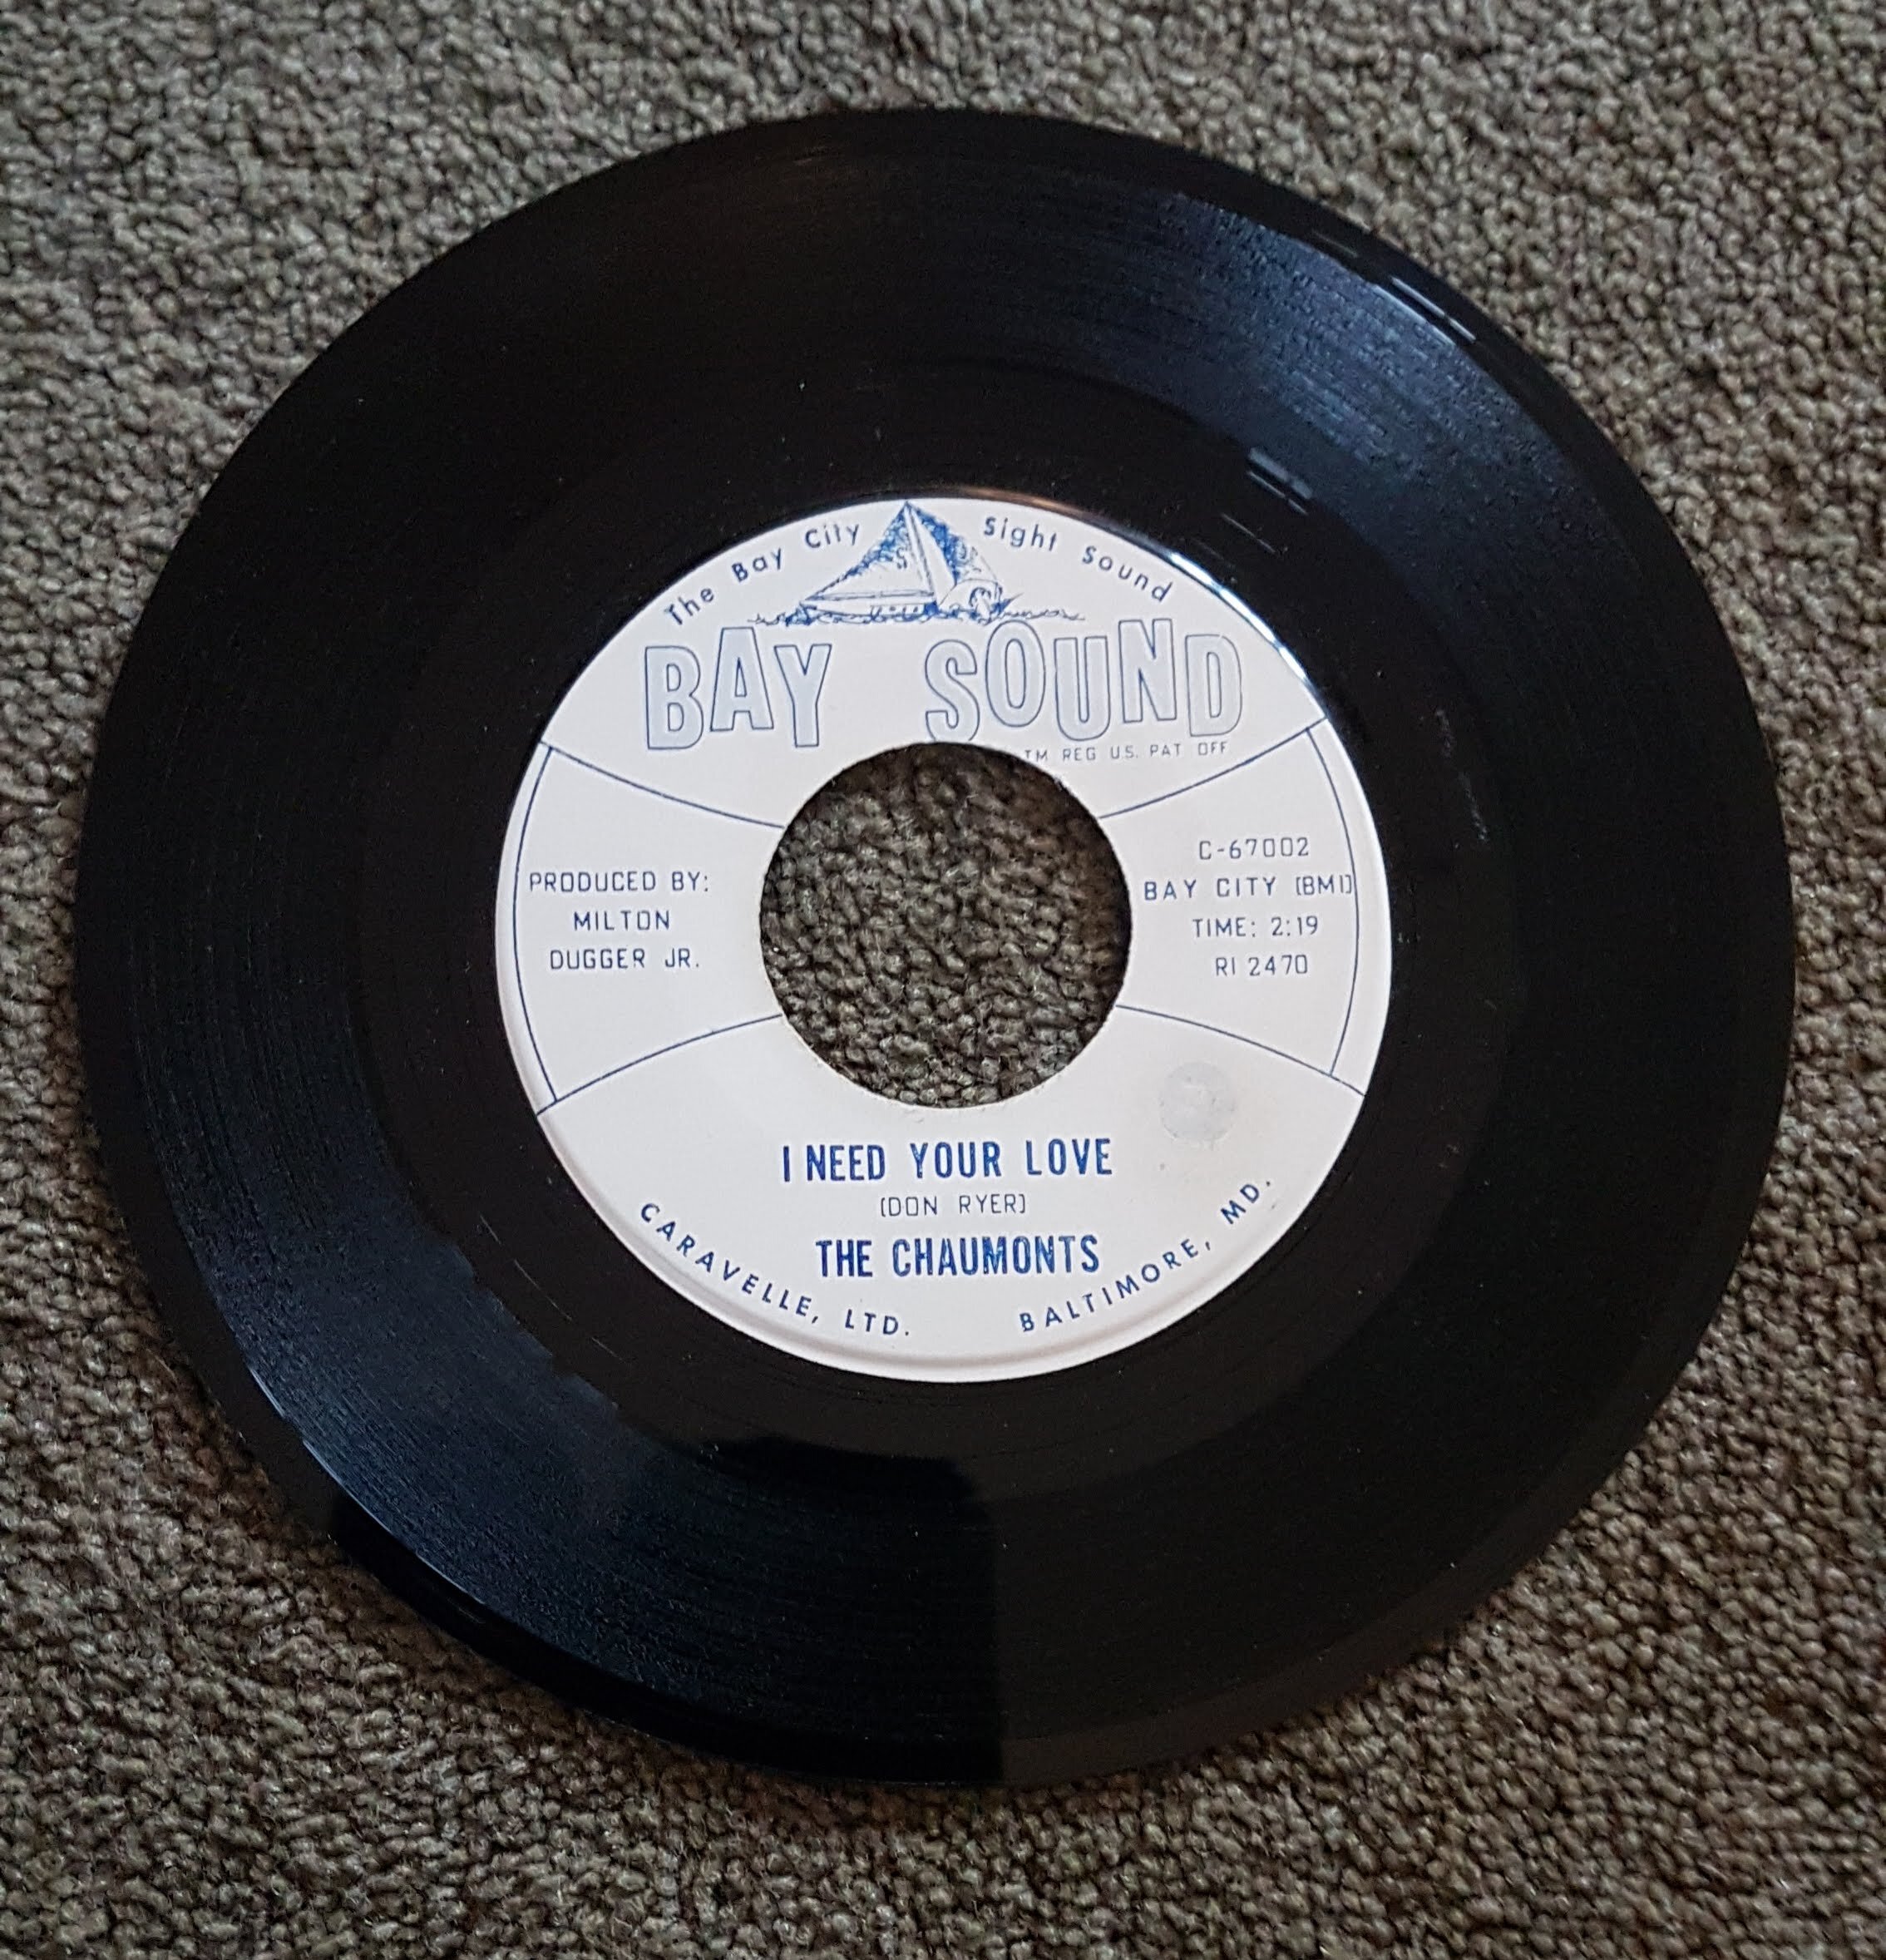 The Bay City Sight Sound
BAY SOUND
TM REG U.S. PAT OFF
PRODUCED BY:
MILTON
DUGGER JR.
C-67002
BAY CITY [BMI]
TIME: 2:19
RI 2470
I NEED YOUR LOVE
[DON RYER]
THE CHAUMONTS
CARAVELLE, LTD. BALTIMORE, MD.